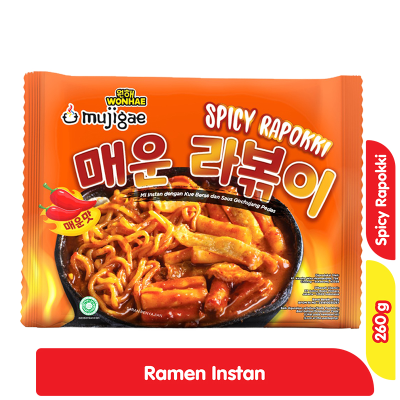 원해
WONHAE
mujigae
SPICY RAPOKKI
매운 라볶이
Mi Instan dengan Kue Beras dan Saus Gochujang Pedas
매운맛
Spicy Rapokki
260 g
Ramen Instan